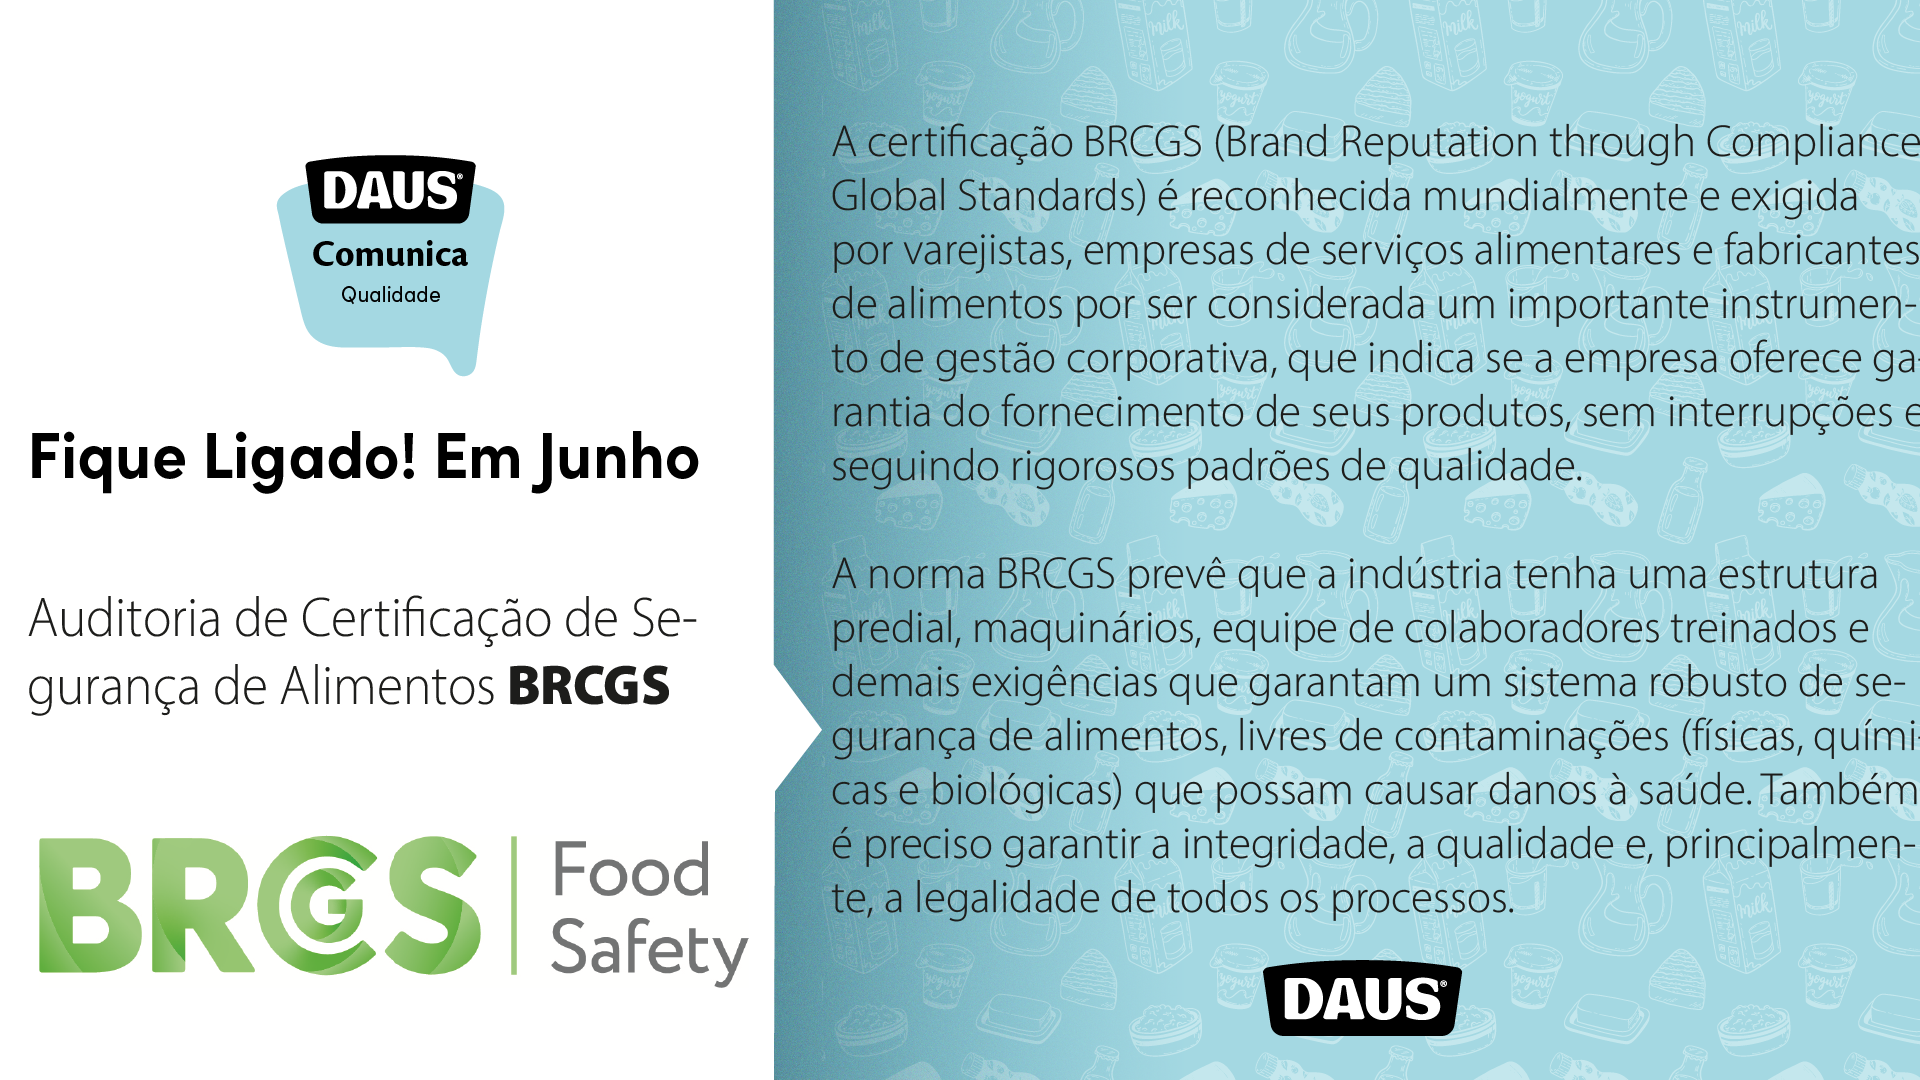 DAUS®
Comunica
Qualidade
Fique Ligado! Em Junho
Auditoria de Certificação de Se-
gurança de Alimentos BRCGS
BRCGS | Food
Safety
A certificação BRCGS (Brand Reputation through Compliance
Global Standards) é reconhecida mundialmente e exigida
por varejistas, empresas de serviços alimentares e fabricantes
de alimentos por ser considerada um importante instrumen-
to de gestão corporativa, que indica se a empresa oferece ga-
rantia do fornecimento de seus produtos, sem interrupções e
seguindo rigorosos padrões de qualidade.
A norma BRCGS prevê que a indústria tenha uma estrutura
predial, maquinários, equipe de colaboradores treinados e
demais exigências que garantam um sistema robusto de se-
gurança de alimentos, livres de contaminações (físicas, quími-
cas e biológicas) que possam causar danos à saúde. Também
é preciso garantir a integridade, a qualidade e, principalmen-
te, a legalidade de todos os processos.
DAUS®